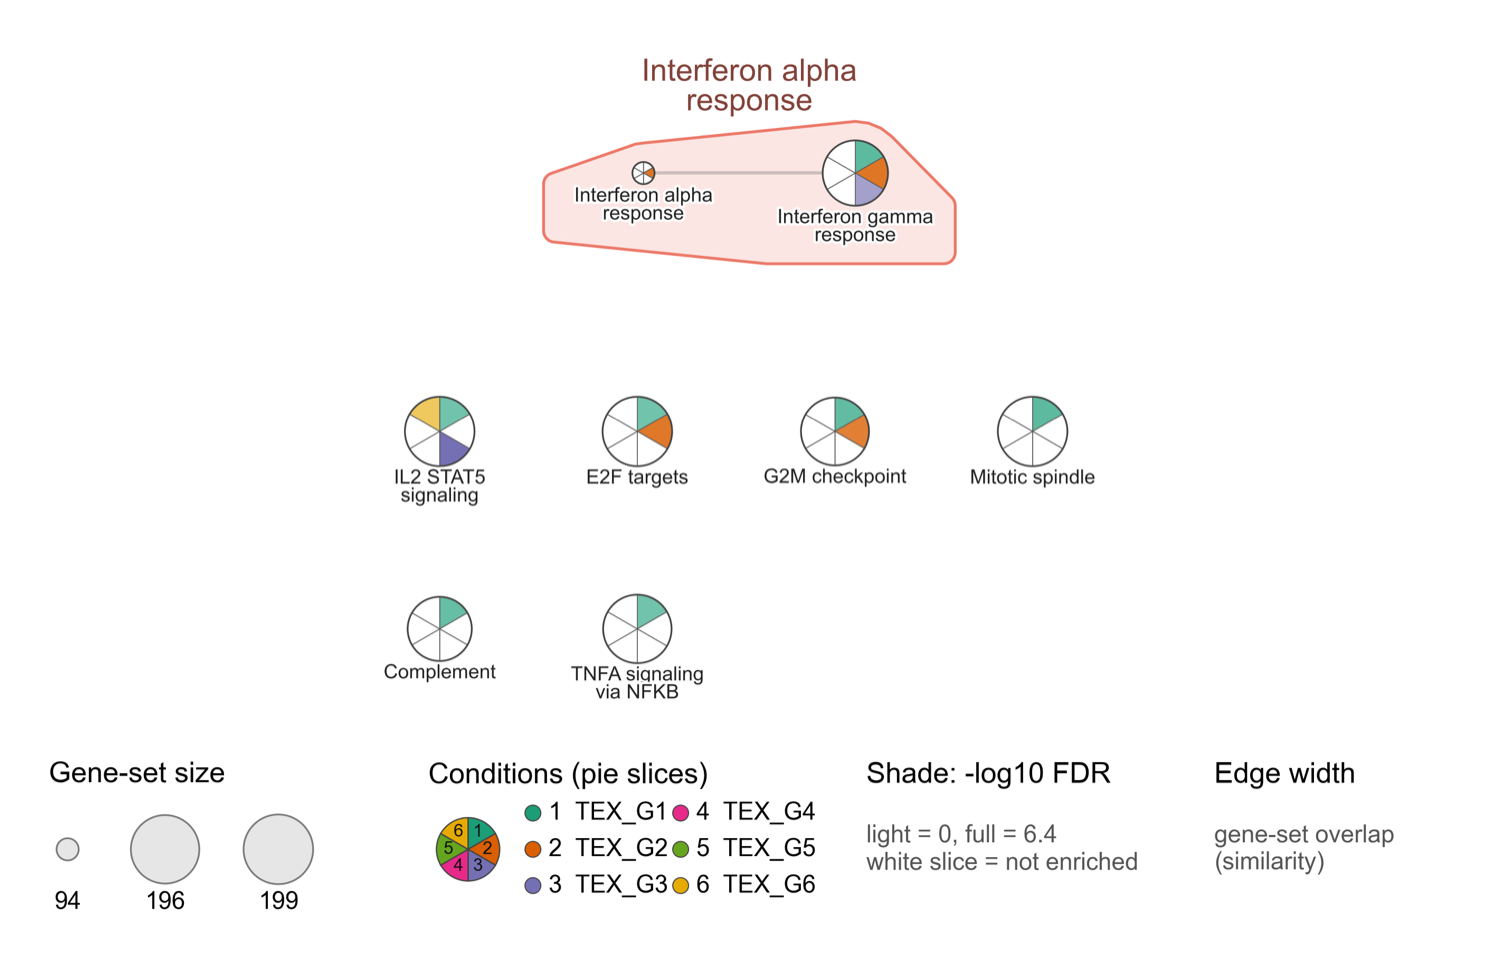 Interferon alpha
response
Interferon alpha
response
Interferon gamma
response
IL2 STAT5
signaling
E2F targets
G2M checkpoint
Mitotic spindle
Complement
TNFA signaling
via NFKB
Gene-set size
94
196
199
Conditions (pie slices)
6 1
5 2
4 3
1 TEX_G1
2 TEX_G2
3 TEX_G3
4 TEX_G4
5 TEX_G5
6 TEX_G6
Shade: -log10 FDR
light = 0, full = 6.4
white slice = not enriched
Edge width
gene-set overlap
(similarity)